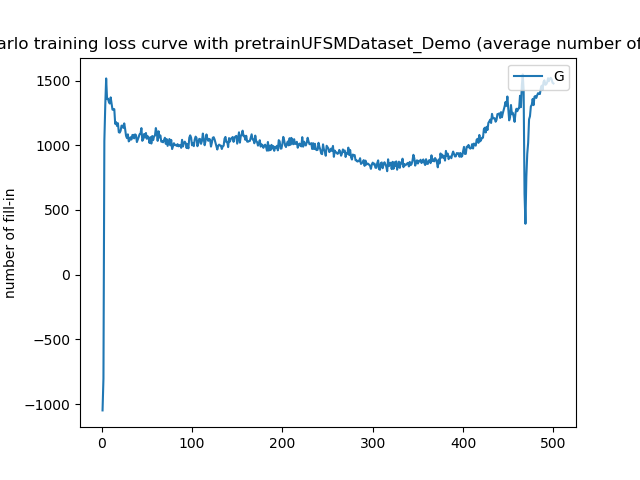 arlo training loss curve with pretrainUFSMDataset_Demo (average number of
G
number of fill-in
1500
1000
500
0
−500
−1000
0 100 200 300 400 500